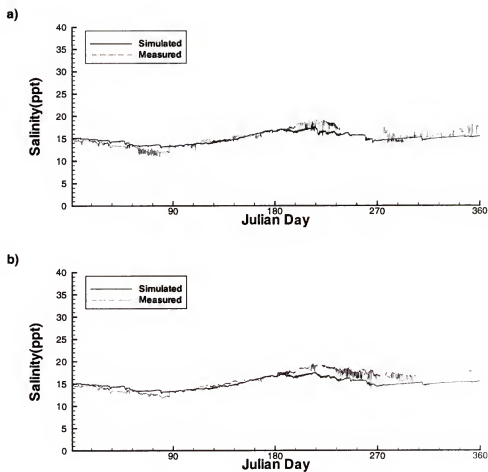 a)
40
35
30
25
20
15
10
5
0
Salinity(ppt)
Simulated
Measured
90
180
270
360
Julian Day
b)
40
35
30
25
20
15
10
5
0
Salinity(ppt)
Simulated
Measured
90
180
270
360
Julian Day